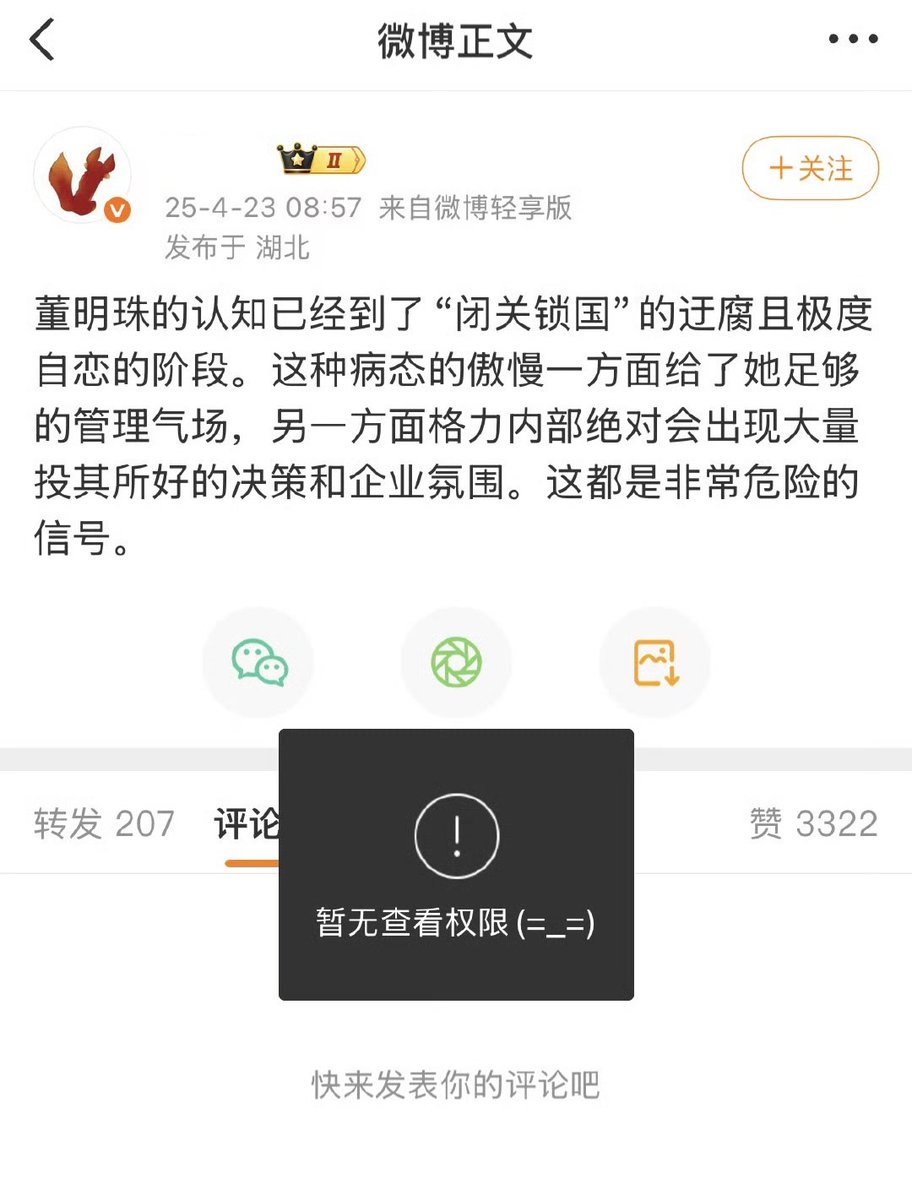 微博正文
II
25-4-23 08:57 来自微博轻享版
+关注
发布于 湖北
董明珠的认知已经到了“闭关锁国”的迂腐且极度
自恋的阶段。这种病态的傲慢一方面给了她足够
的管理气场，另一方面格力内部绝对会出现大量
投其所好的决策和企业氛围。这都是非常危险的
信号。
转发 207 评论 赞 3322
暂无查看权限(=_=)
快来发表你的评论吧